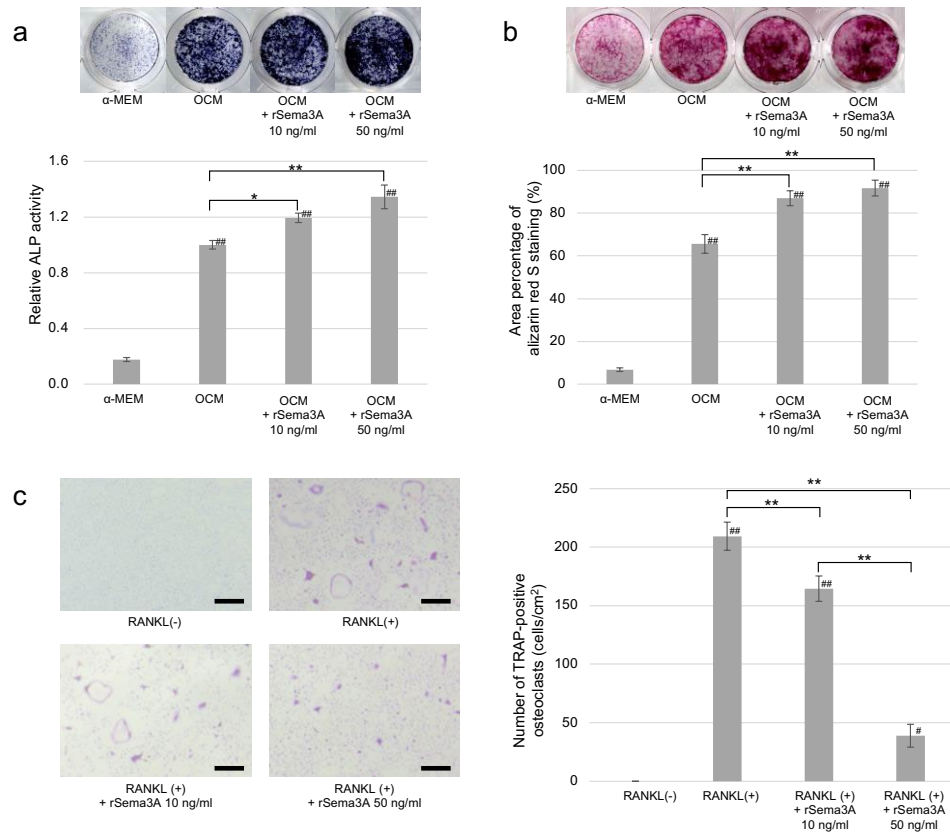 a
α-MEM
OCM
OCM
+ rSema3A
10 ng/ml
OCM
+ rSema3A
50 ng/ml
Relative ALP activity
1.6
1.2
0.8
0.4
0.0
**
*
##
##
##
α-MEM
OCM
OCM
+ rSema3A
10 ng/ml
OCM
+ rSema3A
50 ng/ml
b
α-MEM
OCM
OCM
+ rSema3A
10 ng/ml
OCM
+ rSema3A
50 ng/ml
Area percentage of
alizarin red S staining (%)
100
80
60
40
20
0
**
**
##
##
##
α-MEM
OCM
OCM
+ rSema3A
10 ng/ml
OCM
+ rSema3A
50 ng/ml
c
RANKL(-)
RANKL(+)
RANKL (+)
+ rSema3A 10 ng/ml
RANKL (+)
+ rSema3A 50 ng/ml
Number of TRAP-positive
osteoclasts (cells/cm²)
250
200
150
100
50
0
**
**
**
##
##
#
RANKL(-)
RANKL(+)
RANKL (+)
+ rSema3A
10 ng/ml
RANKL (+)
+ rSema3A
50 ng/ml